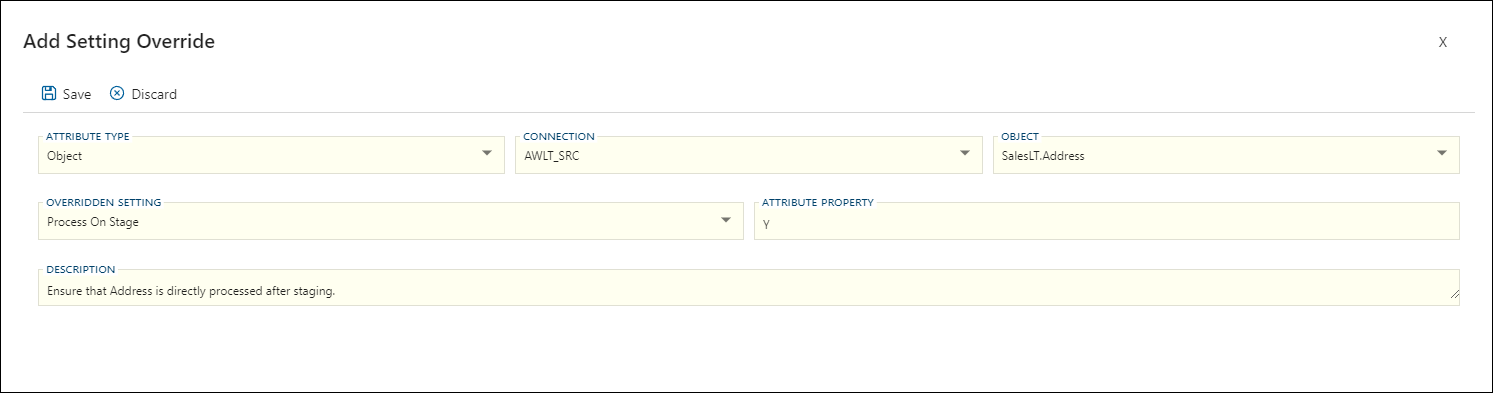 Add Setting Override
X
Save Discard
ATTRIBUTE TYPE CONNECTION OBJECT
Object AWLT_SRC SalesLT.Address
OVERRIDDEN SETTING ATTRIBUTE PROPERTY
Process On Stage Y
DESCRIPTION
Ensure that Address is directly processed after staging.